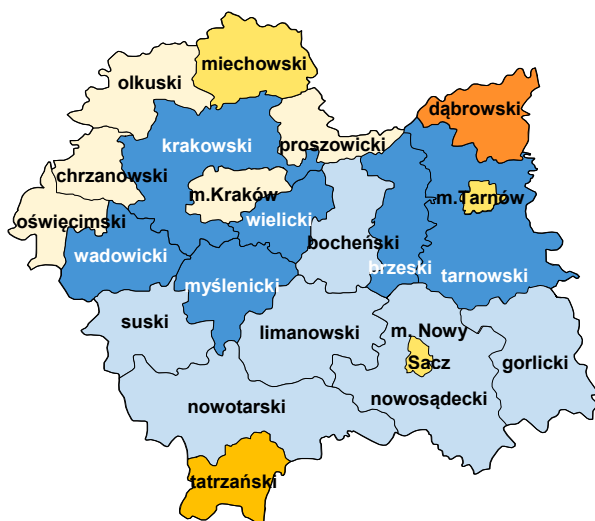 miechowski
olkuski
dąbrowski
krakowski
proszowicki
chrzanowski
m.Kraków
m.Tarnów
oświęcimski
wielicki
bocheński
wadowicki
myślenicki
brzeski
tarnowski
suski
limanowski
m. Nowy
Sacz
gorlicki
nowotarski
nowosądecki
tatrzański